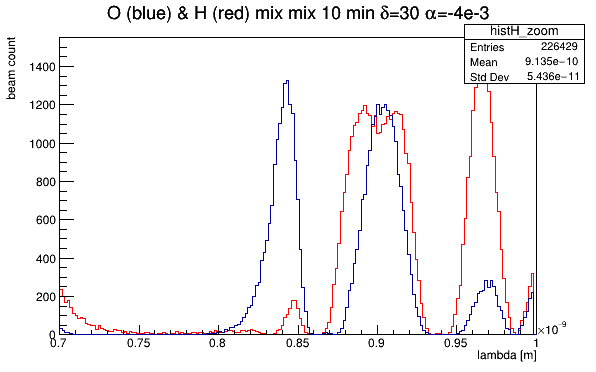 O (blue) & H (red) mix mix 10 min δ=30 α=-4e-3
histH_zoom
Entries 226429
Mean 9.135e-10
Std Dev 5.436e-11
beam count
1400
1200
1000
800
600
400
200
0
0.7 0.75 0.8 0.85 0.9 0.95 1
×10-9
lambda [m]